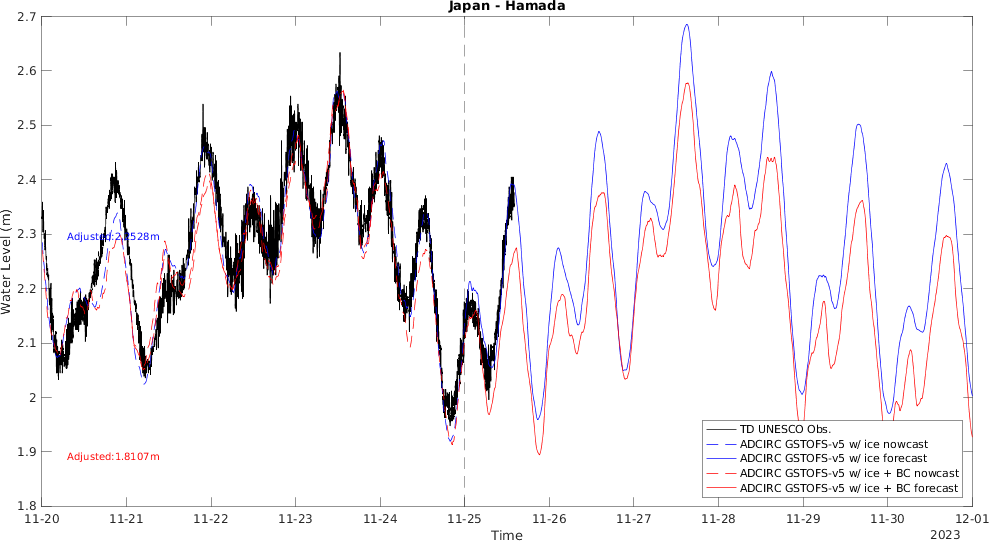 Japan - Hamada
Water Level (m)
2.7
2.6
2.5
2.4
2.3
2.2
2.1
2
1.9
1.8
Adjusted:2.2528m
Adjusted:1.8107m
TD UNESCO Obs.
ADCIRC GSTOFS-v5 w/ ice nowcast
ADCIRC GSTOFS-v5 w/ ice forecast
ADCIRC GSTOFS-v5 w/ ice + BC nowcast
ADCIRC GSTOFS-v5 w/ ice + BC forecast
11-20 11-21 11-22 11-23 11-24 11-25 11-26 11-27 11-28 11-29 11-30 12-01
Time
2023